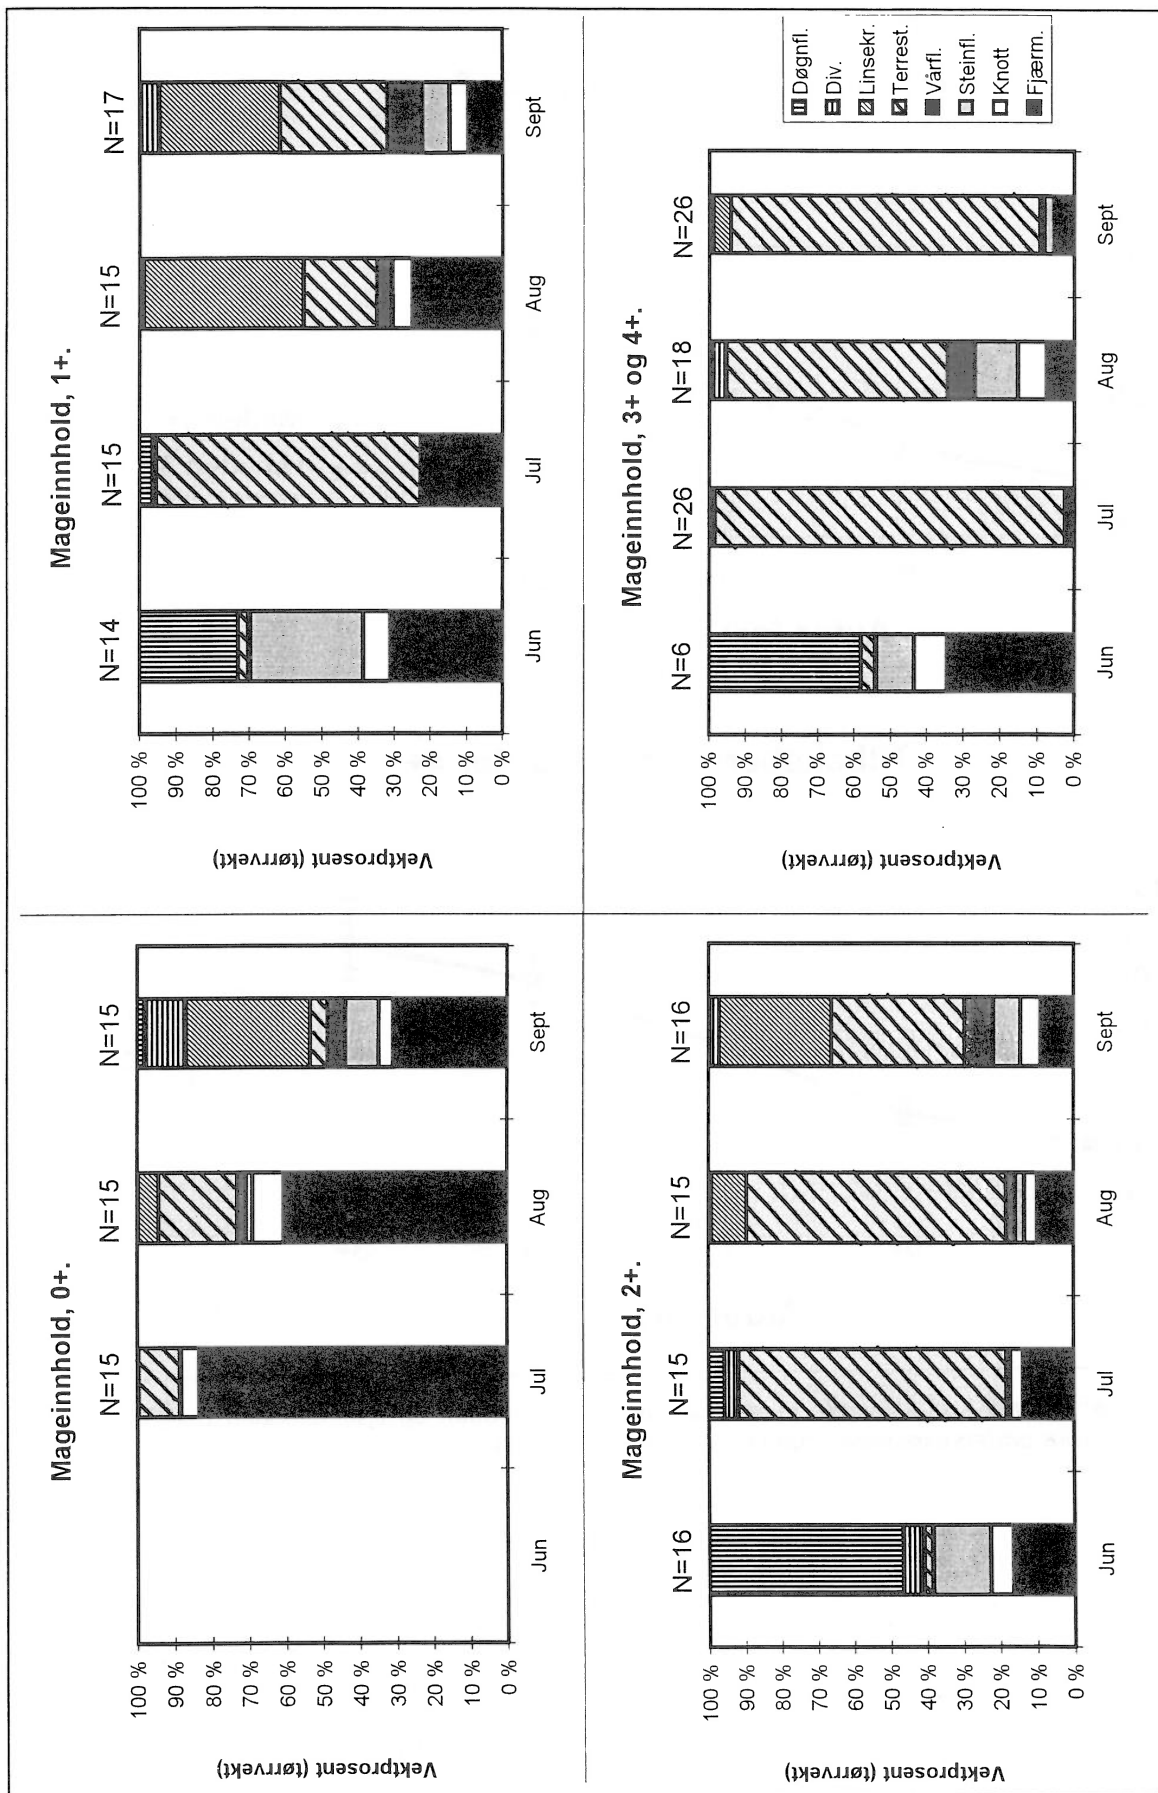 Mageinnhold, 0+.
Vektprosent (tørrvekt)
100 %
90 %
80 %
70 %
60 %
50 %
40 %
30 %
20 %
10 %
0 %
N=15
N=15
N=15
Jun
Jul
Aug
Sept
Mageinnhold, 1+.
Vektprosent (tørrvekt)
100 %
90 %
80 %
70 %
60 %
50 %
40 %
30 %
20 %
10 %
0 %
N=14
N=15
N=15
N=17
Jun
Jul
Aug
Sept
Mageinnhold, 2+.
Vektprosent (tørrvekt)
100 %
90 %
80 %
70 %
60 %
50 %
40 %
30 %
20 %
10 %
0 %
N=16
N=15
N=15
N=16
Jun
Jul
Aug
Sept
Mageinnhold, 3+ og 4+.
Vektprosent (tørrvekt)
100 %
90 %
80 %
70 %
60 %
50 %
40 %
30 %
20 %
10 %
0 %
N=6
N=26
N=18
N=26
Jun
Jul
Aug
Sept
Døgnfl.
Div.
Linsekr.
Terrest.
Vårfl.
Steinfl.
Knott
Fjærm.